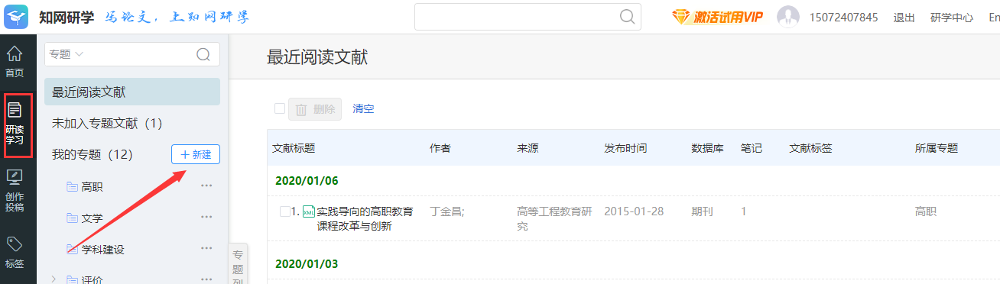 知网研学 写论文，上知网研学
激活试用VIP 15072407845 退出 研学中心 En
首页
研读
学习
创作
投稿
标签
专题
最近阅读文献
未加入专题文献（1）
我的专题（12） ＋新建
高职 ...
文学 ...
学科建设 ...
评价 ...
专
题
列
最近阅读文献
删除 清空
文献标题 作者 来源 发布时间 数据库 笔记 文献标签 所属专题
2020/01/06
1. XML 实践导向的高职教育 丁金昌; 高等工程教育研 2015-01-28 期刊 1 高职
课程改革与创新 究
2020/01/03